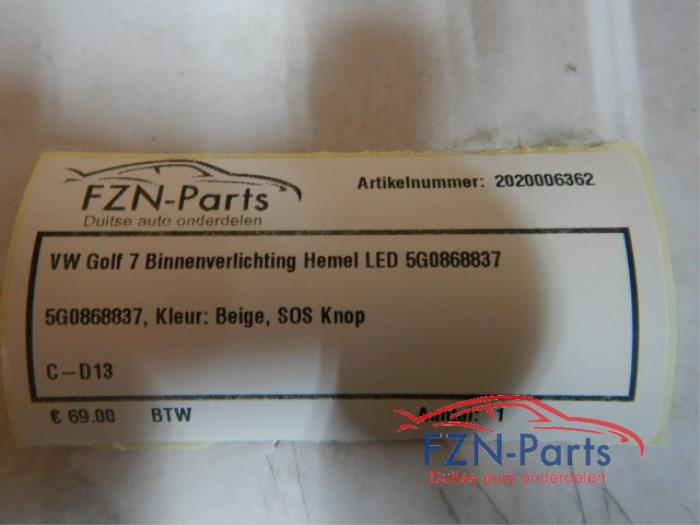 FZN-Parts
Duitse auto onderdelen
Artikelnummer: 2020006362
VW Golf 7 Binnenverlichting Hemel LED 5G0868837
5G0868837, Kleur: Beige, SOS Knop
C-D13
€ 69.00 BTW Aantal: 1
FZN-Parts
Duitse auto onderdelen